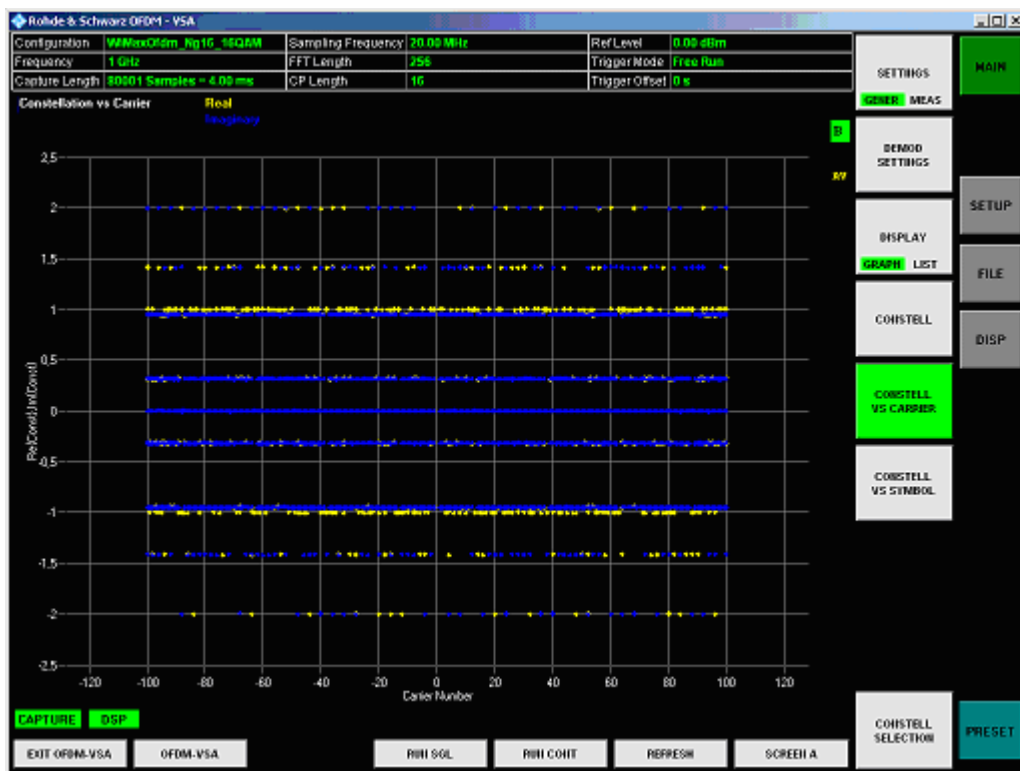 Rohde & Schwarz OFDM - VSA
Configuration WiMaxOfdm_Ng16_16QAM Sampling Frequency 20.00 MHz Ref Level 0.00 dBm
Frequency 1 GHz FFT Length 256 Trigger Mode Free Run
Capture Length 80001 Samples = 4.00 ms CP Length 16 Trigger Offset 0 s
Constellation vs Carrier Real
Imaginary
B
2,5
2
1.5
1
0,5
0
-0,5
-1
-1.5
-2
-2.5
-120 -100 -80 -60 -40 -20 0 20 40 60 80 100 120
Carrier Number
SETTINGS
GENER MEAS
DEMOD
SETTINGS
DISPLAY
GRAPH LIST
CONSTELL
CONSTELL
VS CARRIER
CONSTELL
VS SYMBOL
CONSTELL
SELECTION
MAIN
SETUP
FILE
DISP
PRESET
CAPTURE DSP
EXIT OFDM-VSA OFDM-VSA RUN SGL RUN CONT REFRESH SCREEN A